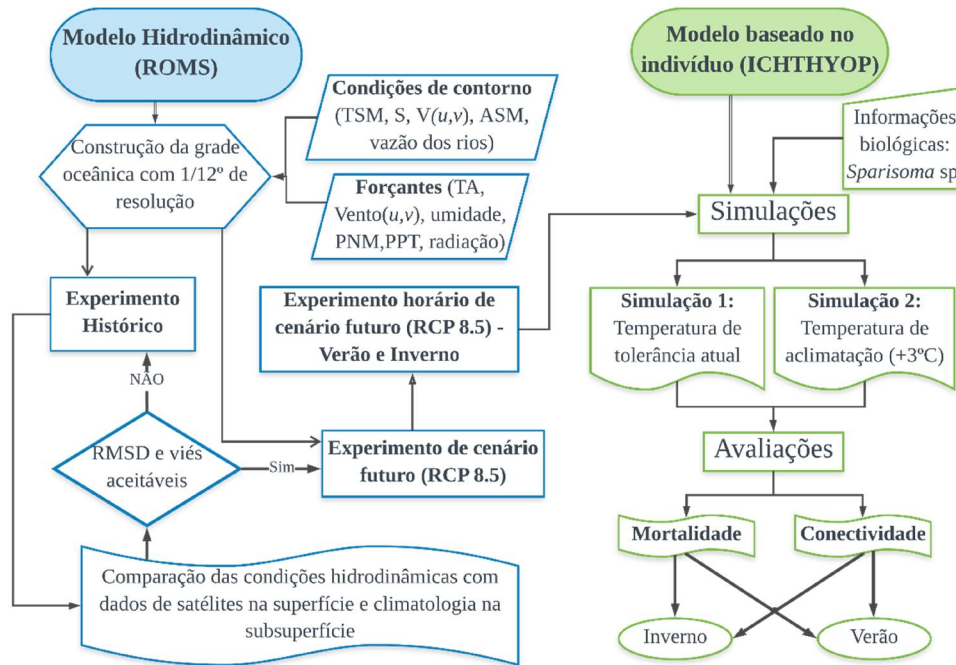 Modelo Hidrodinâmico
(ROMS)
Condições de contorno
(TSM, S, V(u,v), ASM,
vazão dos rios)
Construção da grade
oceânica com 1/12º de
resolução
Forçantes (TA,
Vento(u,v), umidade,
PNM,PPT, radiação)
Experimento
Histórico
Experimento horário de
cenário futuro (RCP 8.5) -
Verão e Inverno
NÃO
RMSD e viés
aceitáveis
Sim
Experimento de cenário
futuro (RCP 8.5)
Comparação das condições hidrodinâmicas com
dados de satélites na superfície e climatologia na
subsuperfície
Modelo baseado no
indivíduo (ICHTHYOP)
Informações
biológicas:
Sparisoma sp
Simulações
Simulação 1:
Temperatura de
tolerância atual
Simulação 2:
Temperatura de
aclimatação (+3ºC)
Avaliações
Mortalidade
Conectividade
Inverno
Verão